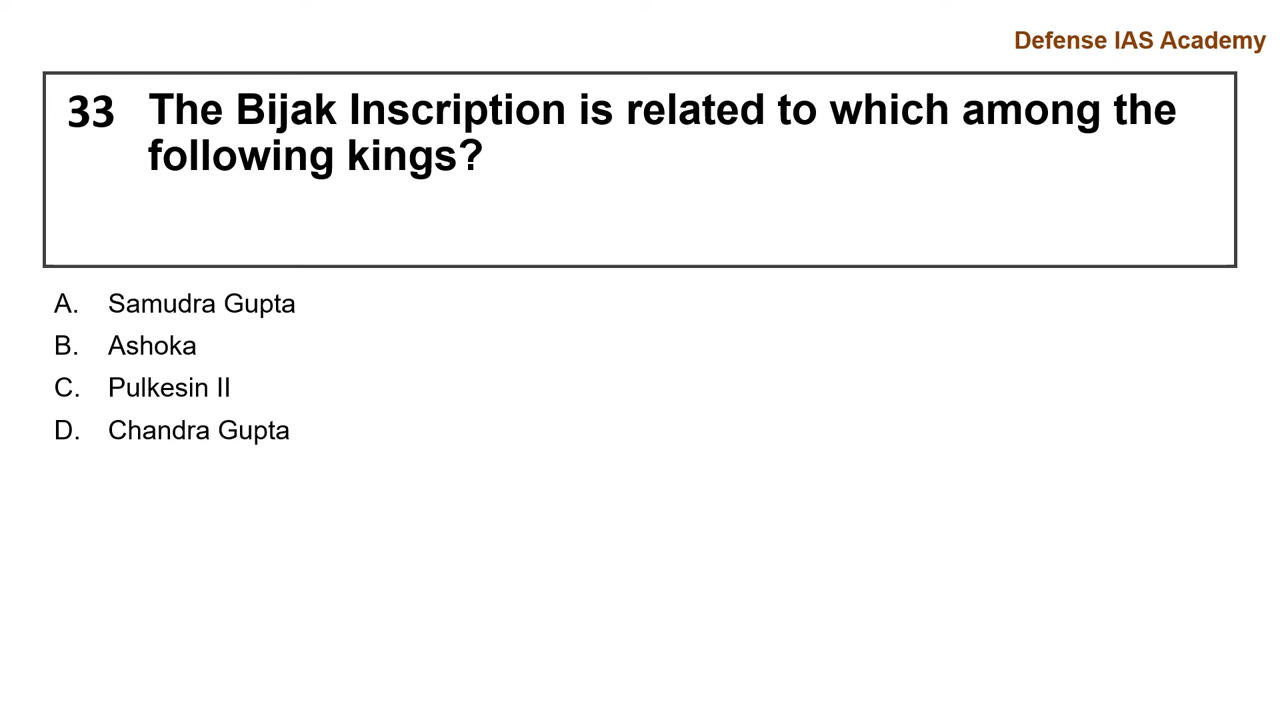 Defense IAS Academy
33 The Bijak Inscription is related to which among the
following kings?
A. Samudra Gupta
B. Ashoka
C. Pulkesin II
D. Chandra Gupta